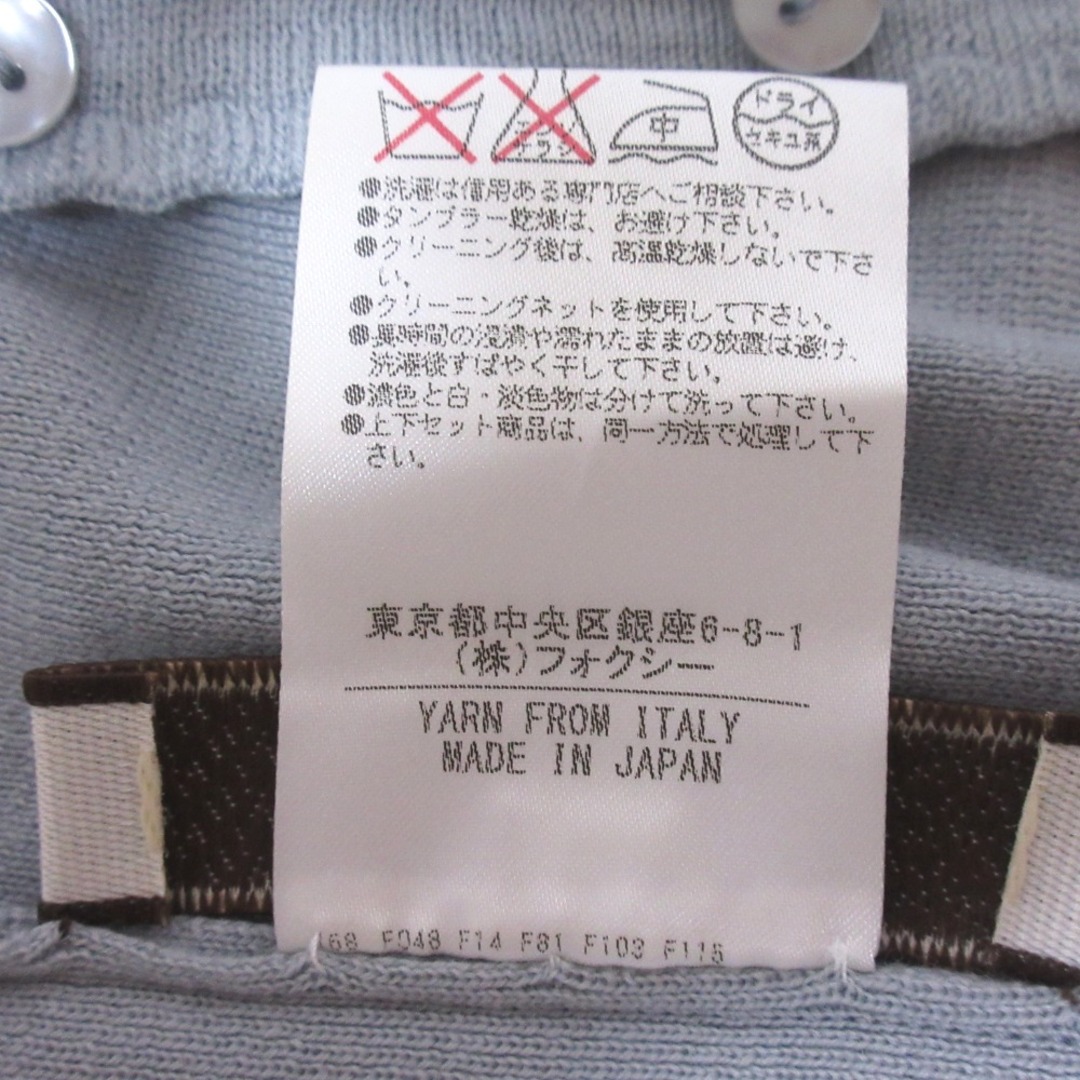 エンソ
サラシ
中
ドライ
セキユ系
●洗濯は信用ある専門店へご相談下さい。
●タンブラー乾燥は、お避け下さい。
●クリーニング後は、高温乾燥しないで下さ
い。
●クリーニングネットを使用して下さい。
●長時間の浸漬や濡れたままの放置は避け、
洗濯後すばやく干して下さい。
●濃色と白・淡色物は分けて洗って下さい。
●上下セット商品は、同一方法で処理して下
さい。
東京都中央区銀座6-8-1
(株)フォクシー
YARN FROM ITALY
MADE IN JAPAN
F048 F14 F81 F103 F115